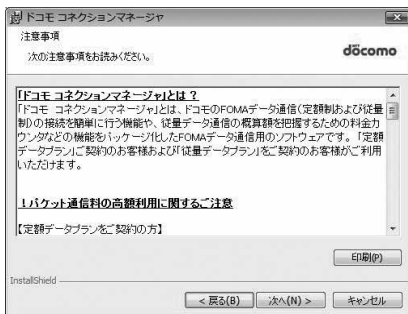 ドコモ コネクションマネージャ
注意事項
次の注意事項をお読みください。
döcomo
「ドコモ コネクションマネージャ」とは？
「ドコモ コネクションマネージャ」とは、ドコモのFOMAデータ通信(定額制および従量
制)の接続を簡単に行う機能や、従量データ通信の概算額を把握するための料金カ
ウンタなどの機能をパッケージ化したFOMAデータ通信用のソフトウェアです。「定額
データプラン」ご契約のお客様および「従量データプラン」をご契約のお客様がご利用
いただけます。
！パケット通信料の高額利用に関するご注意
【定額データプランをご契約の方】
印刷(P)
InstallShield
< 戻る(B)
次へ(N) >
キャンセル